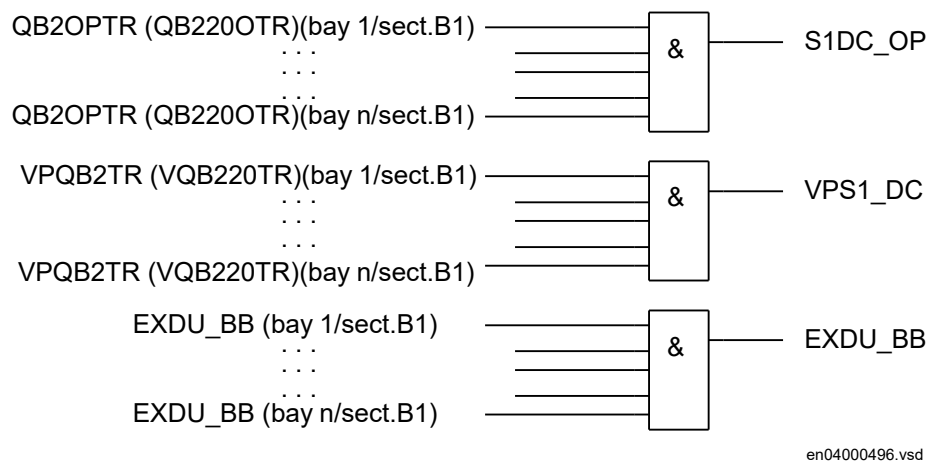 QB2OPTR (QB220OTR)(bay 1/sect.B1)
. . .
. . .
. . .
QB2OPTR (QB220OTR)(bay n/sect.B1)
&
S1DC_OP
VPQB2TR (VQB220TR)(bay 1/sect.B1)
. . .
. . .
. . .
VPQB2TR (VQB220TR)(bay n/sect.B1)
&
VPS1_DC
EXDU_BB (bay 1/sect.B1)
. . .
. . .
. . .
EXDU_BB (bay n/sect.B1)
&
EXDU_BB
en04000496.vsd